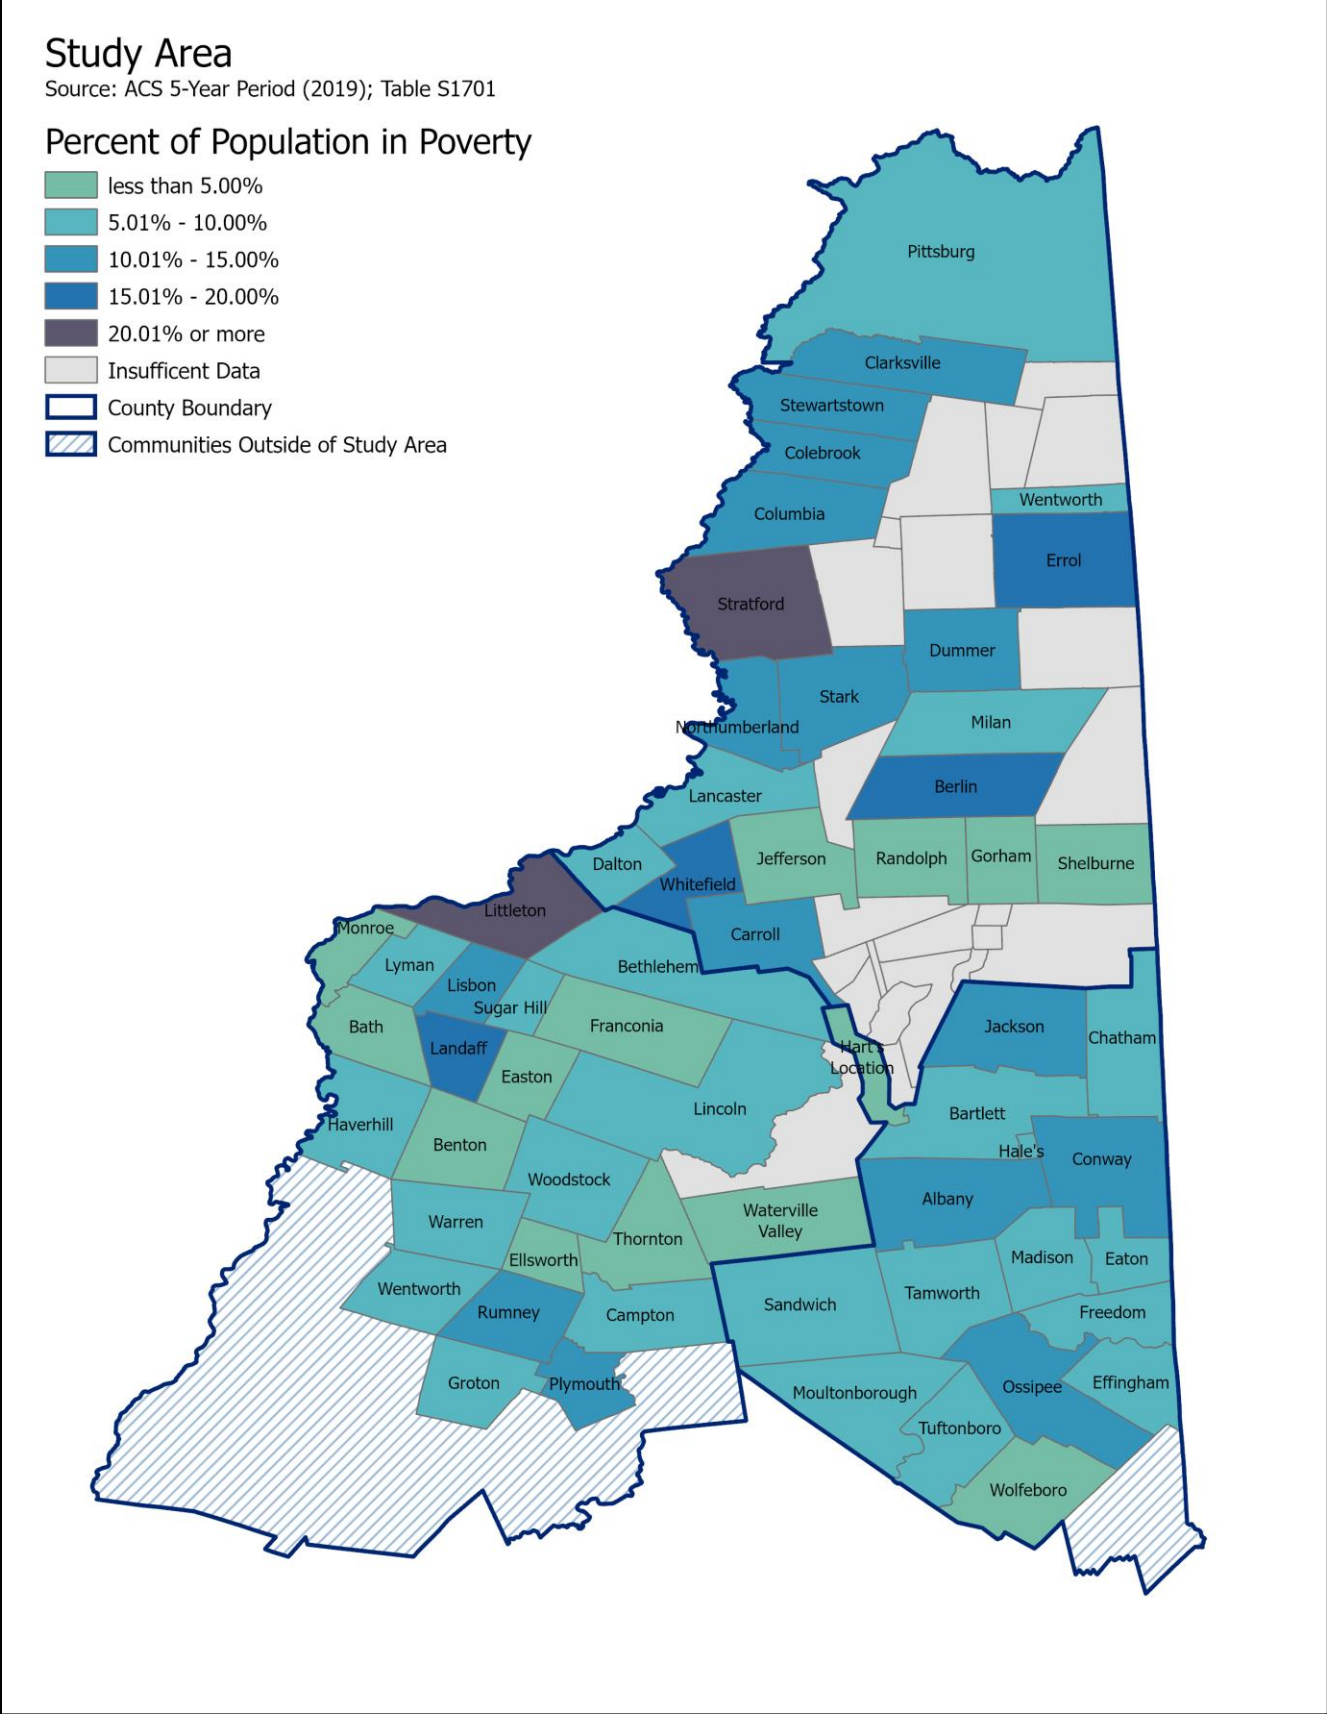 Study Area
Source: ACS 5-Year Period (2019); Table S1701
Percent of Population in Poverty
less than 5.00%
5.01% - 10.00%
10.01% - 15.00%
15.01% - 20.00%
20.01% or more
Insufficent Data
County Boundary
Communities Outside of Study Area
Pittsburg
Clarksville
Stewartstown
Colebrook
Wentworth
Columbia
Errol
Stratford
Dummer
Stark
Milan
Northumberland
Berlin
Lancaster
Gorham
Jefferson
Randolph
Dalton
Shelburne
Whitefield
Littleton
Monroe
Carroll
Lyman
Bethlehem
Lisbon
Sugar Hill
Bath
Franconia
Jackson
Chatham
Landaff
Hart's
Location
Easton
Lincoln
Bartlett
Haverhill
Benton
Hale's
Conway
Woodstock
Albany
Waterville
Valley
Warren
Thornton
Madison
Ellsworth
Eaton
Wentworth
Tamworth
Sandwich
Rumney
Campton
Freedom
Groton
Plymouth
Ossipee
Effingham
Moultonborough
Tuftonboro
Wolfeboro